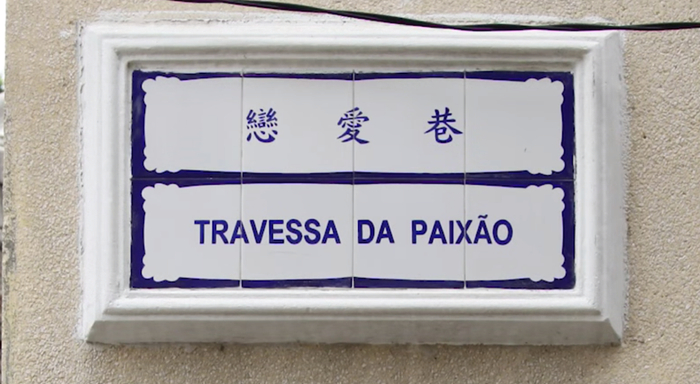 戀愛巷
TRAVESSA DA PAIXÃO